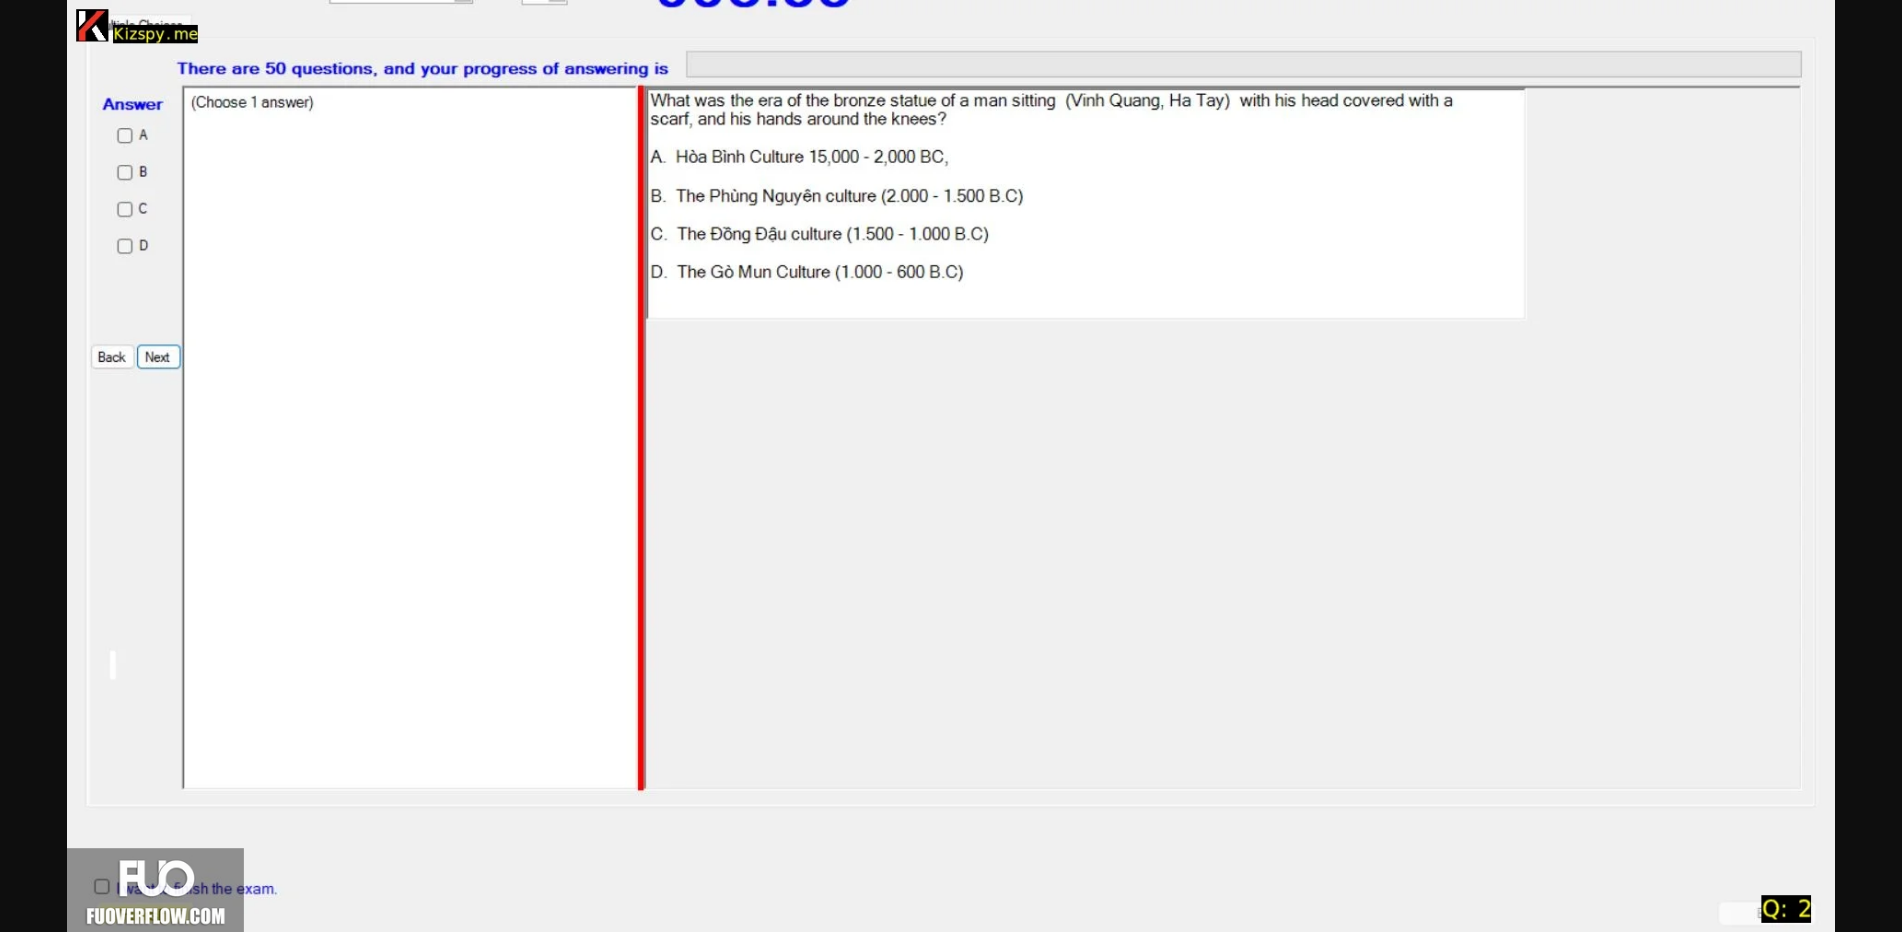 Kizspy.me
There are 50 questions, and your progress of answering is
Answer
(Choose 1 answer)
A
B
C
D
Back
Next
What was the era of the bronze statue of a man sitting (Vinh Quang, Ha Tay) with his head covered with a
scarf, and his hands around the knees?
A. Hòa Bình Culture 15,000 - 2,000 BC,
B. The Phùng Nguyên culture (2.000 - 1.500 B.C)
C. The Đồng Đậu culture (1.500 - 1.000 B.C)
D. The Gò Mun Culture (1.000 - 600 B.C)
FUO
the exam.
FUOVERFLOW.COM
Q: 2